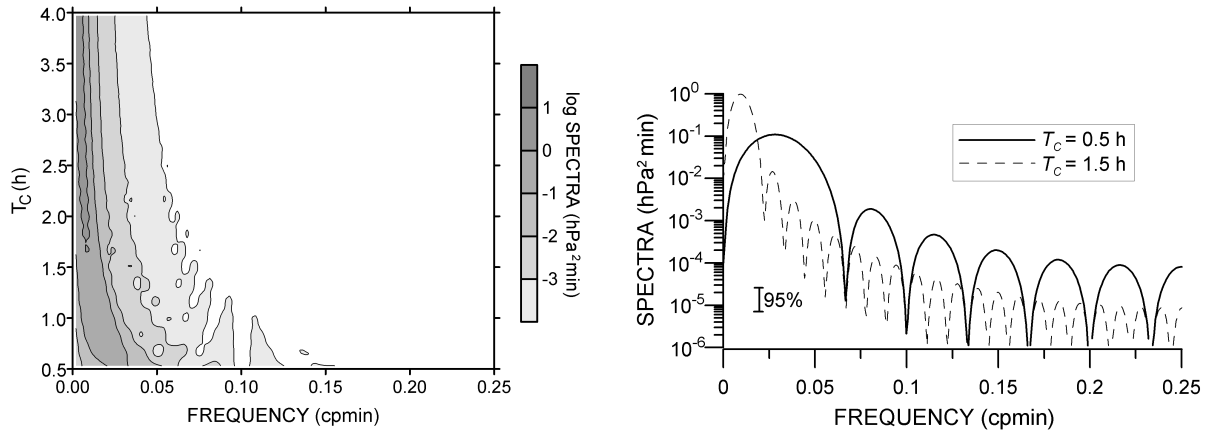 4.0
3.5
3.0
2.5
2.0
1.5
1.0
0.5
T_C(h)
0.00 0.05 0.10 0.15 0.20 0.25
FREQUENCY (cpmin)
1
0
-1
-2
-3
log SPECTRA (hPa² min)
10⁰
10⁻¹
10⁻²
10⁻³
10⁻⁴
10⁻⁵
10⁻⁶
SPECTRA (hPa² min)
T_C = 0.5 h
T_C = 1.5 h
95%
0 0.05 0.1 0.15 0.2 0.25
FREQUENCY (cpmin)